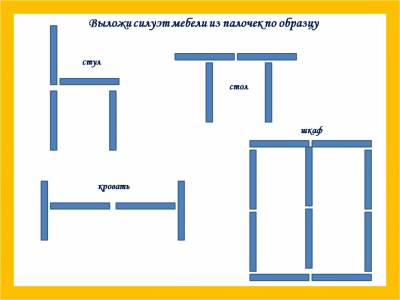 Выложи силуэт мебели из палочек по образцу
стул
стол
шкаф
кровать